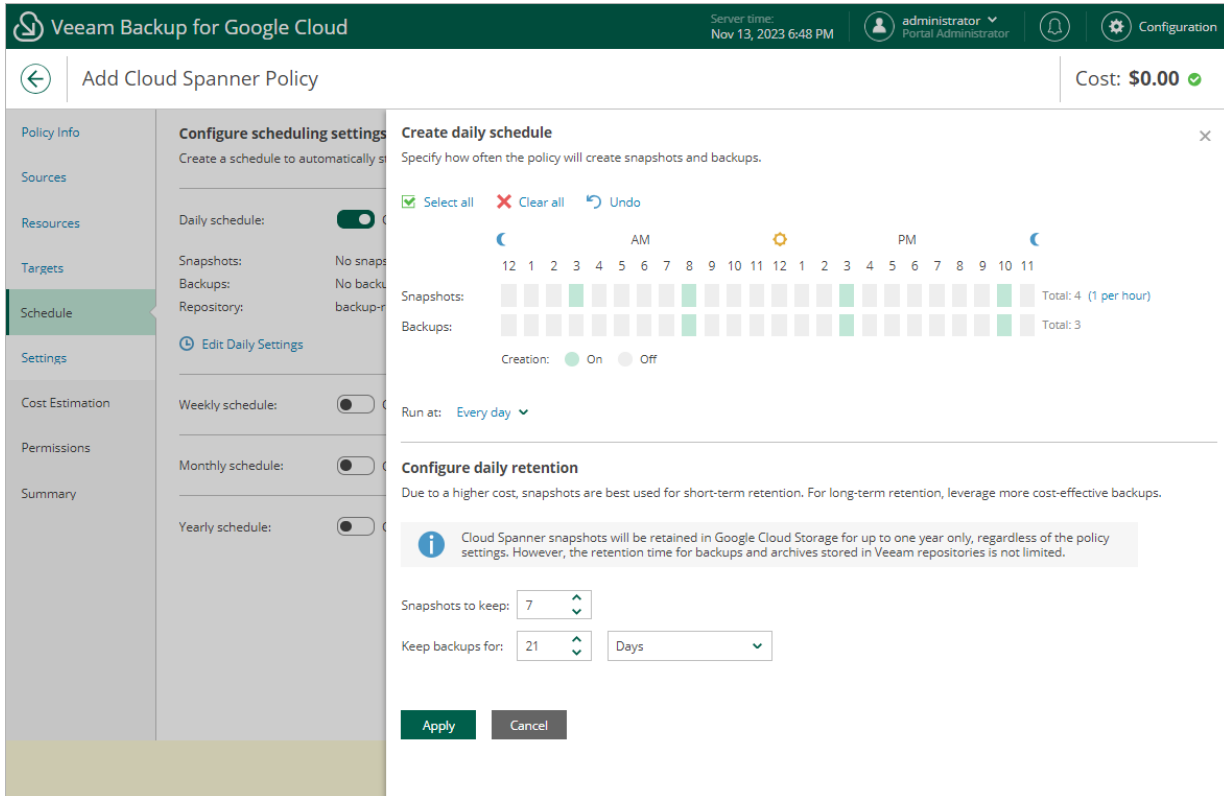 Veeam Backup for Google Cloud
Server time:
Nov 13, 2023 6:48 PM
administrator
Portal Administrator
Configuration
Add Cloud Spanner Policy
Cost: $0.00
Policy Info
Sources
Resources
Targets
Schedule
Settings
Cost Estimation
Permissions
Summary
Configure scheduling settings
Create a schedule to automatically
Daily schedule:
Snapshots: No snaps
Backups: No backu
Repository: backup-r
Edit Daily Settings
Weekly schedule:
Monthly schedule:
Yearly schedule:
Create daily schedule
Specify how often the policy will create snapshots and backups.
Select all Clear all Undo
AM PM
12 1 2 3 4 5 6 7 8 9 10 11 12 1 2 3 4 5 6 7 8 9 10 11
Snapshots: Total: 4 (1 per hour)
Backups: Total: 3
Creation: On Off
Run at: Every day
Configure daily retention
Due to a higher cost, snapshots are best used for short-term retention. For long-term retention, leverage more cost-effective backups.
Cloud Spanner snapshots will be retained in Google Cloud Storage for up to one year only, regardless of the policy
settings. However, the retention time for backups and archives stored in Veeam repositories is not limited.
Snapshots to keep: 7
Keep backups for: 21 Days
Apply Cancel